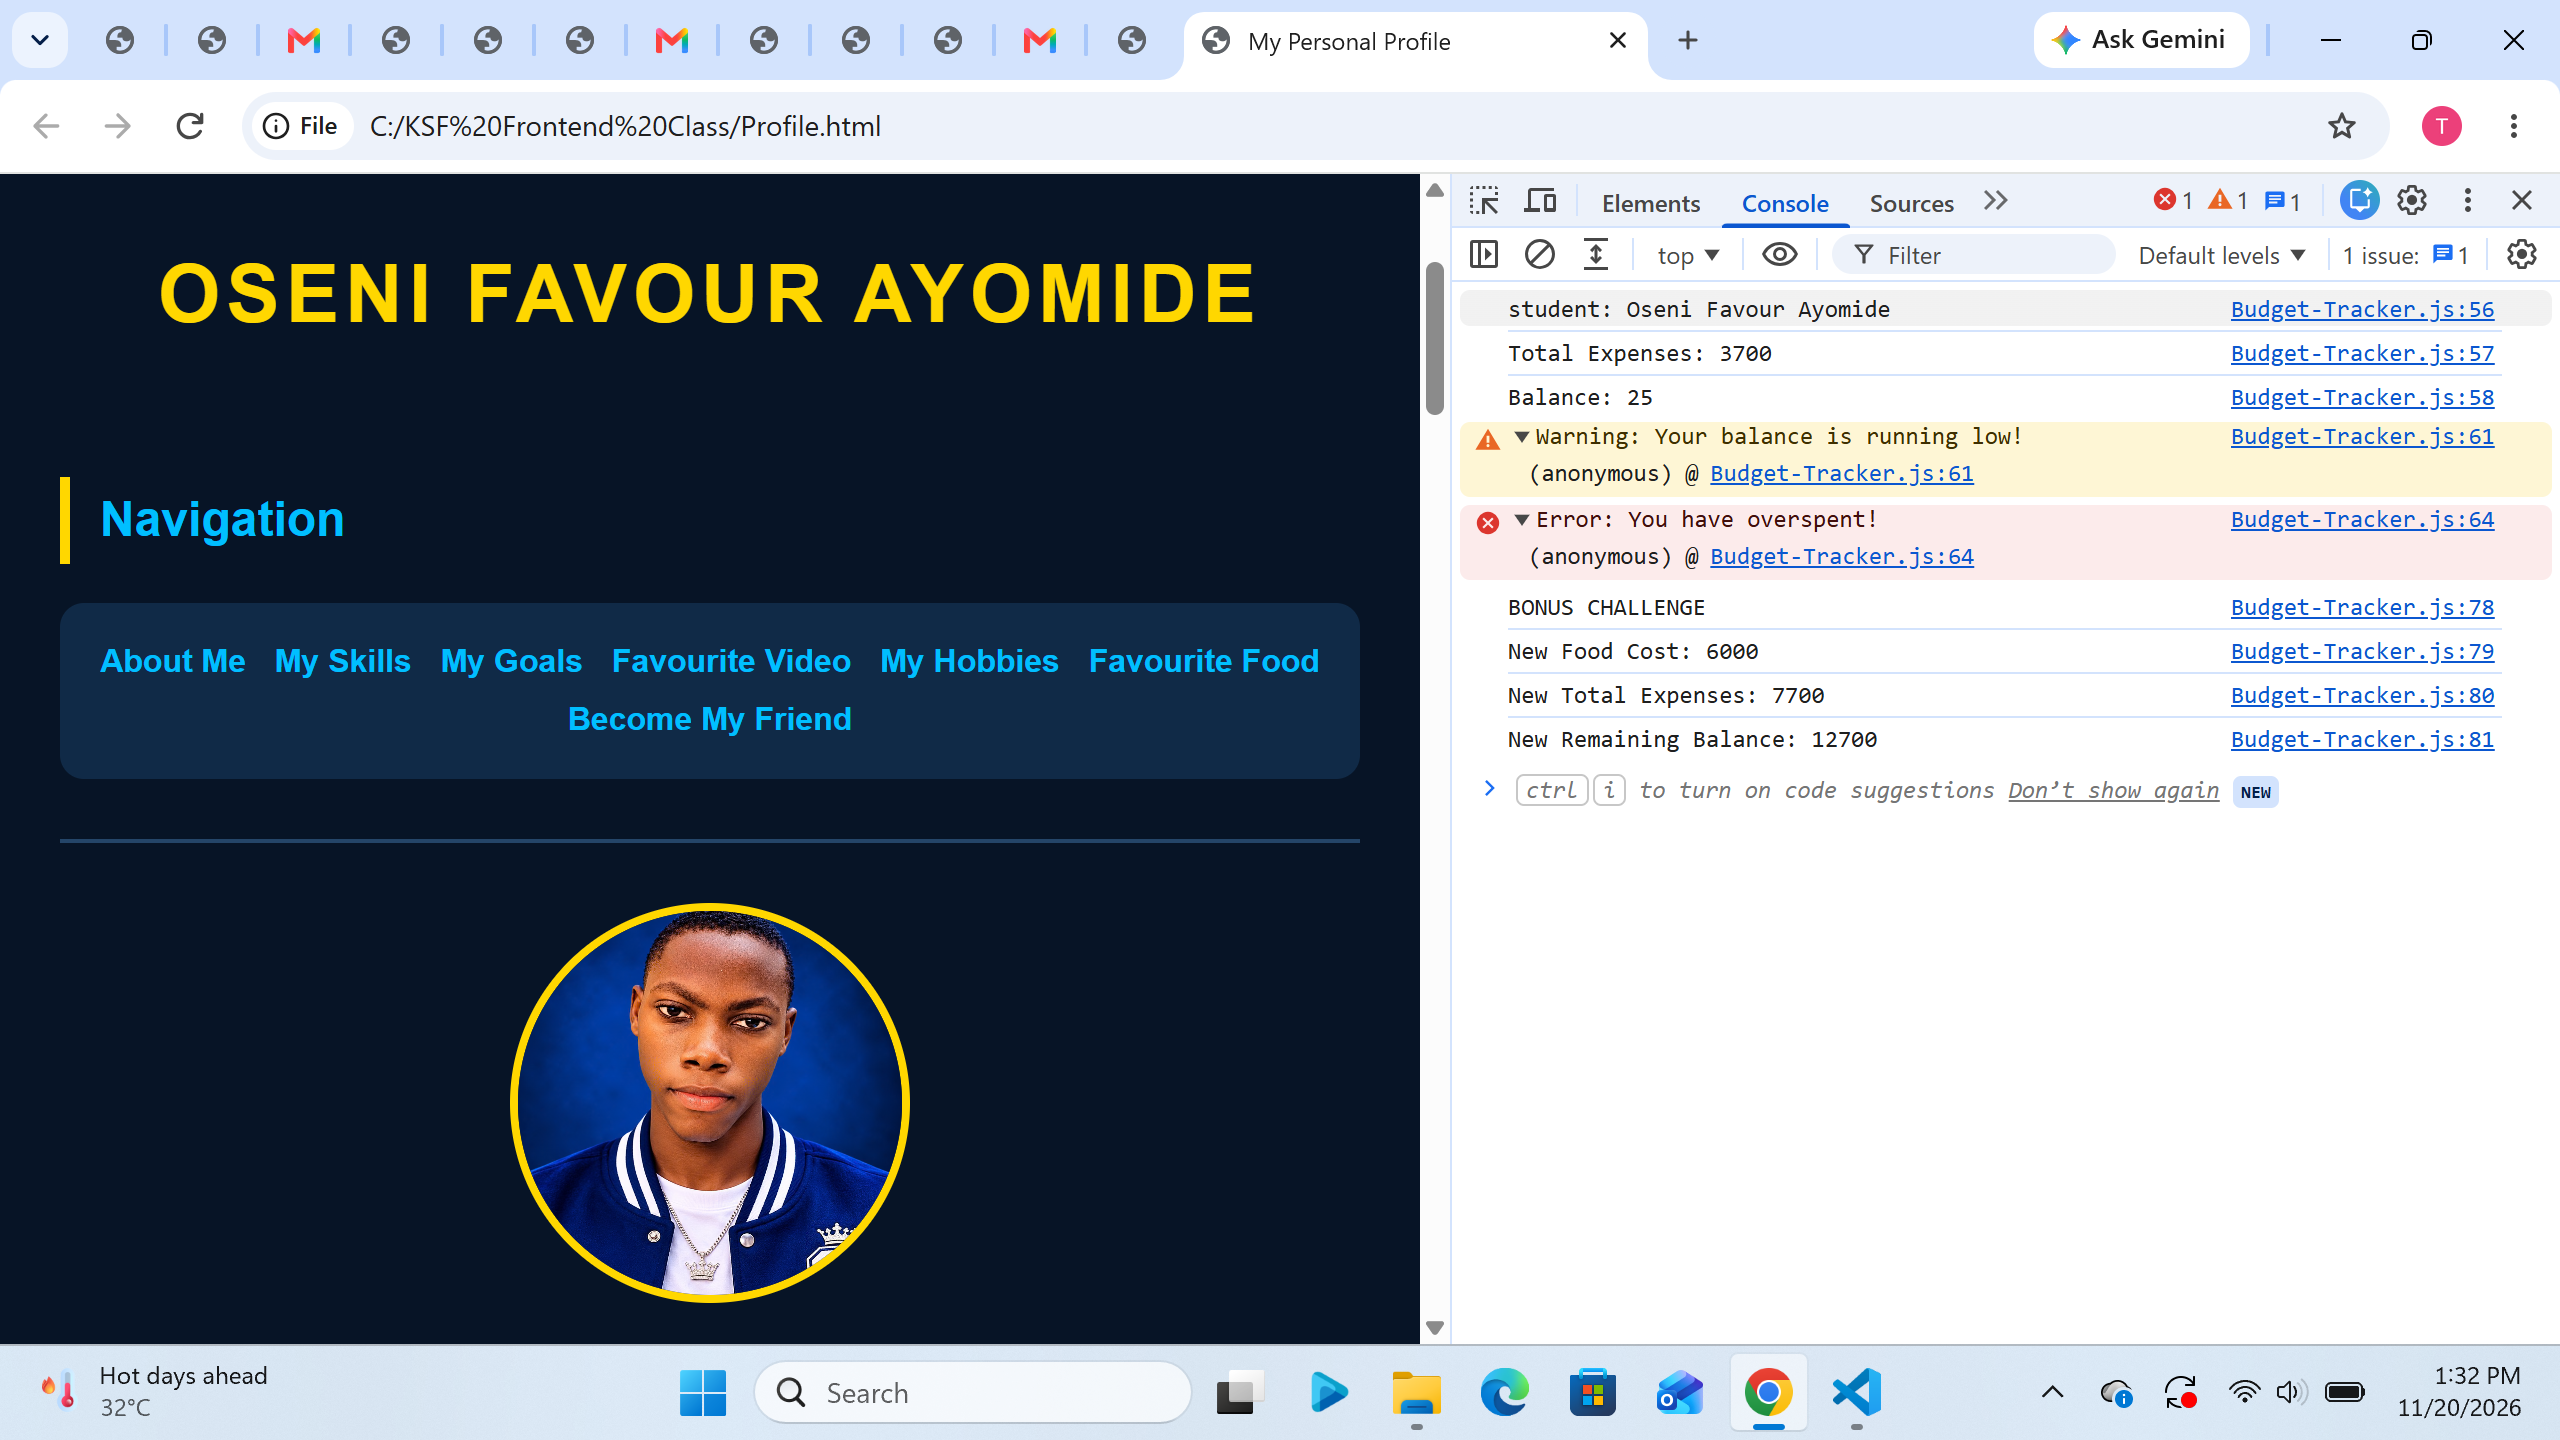 My Personal Profile
Ask Gemini
File
C:/KSF%20Frontend%20Class/Profile.html
T
OSENI FAVOUR AYOMIDE
Navigation
About Me My Skills My Goals Favourite Video My Hobbies Favourite Food
Become My Friend
Elements Console Sources
1 1 1
top
Filter
Default levels
1 issue: 1
student: Oseni Favour Ayomide Budget-Tracker.js:56
Total Expenses: 3700 Budget-Tracker.js:57
Balance: 25 Budget-Tracker.js:58
Warning: Your balance is running low! Budget-Tracker.js:61
(anonymous) @ Budget-Tracker.js:61
Error: You have overspent! Budget-Tracker.js:64
(anonymous) @ Budget-Tracker.js:64
BONUS CHALLENGE Budget-Tracker.js:78
New Food Cost: 6000 Budget-Tracker.js:79
New Total Expenses: 7700 Budget-Tracker.js:80
New Remaining Balance: 12700 Budget-Tracker.js:81
ctrl i to turn on code suggestions Don't show again NEW
Hot days ahead
32°C
Search
1:32 PM
11/20/2026